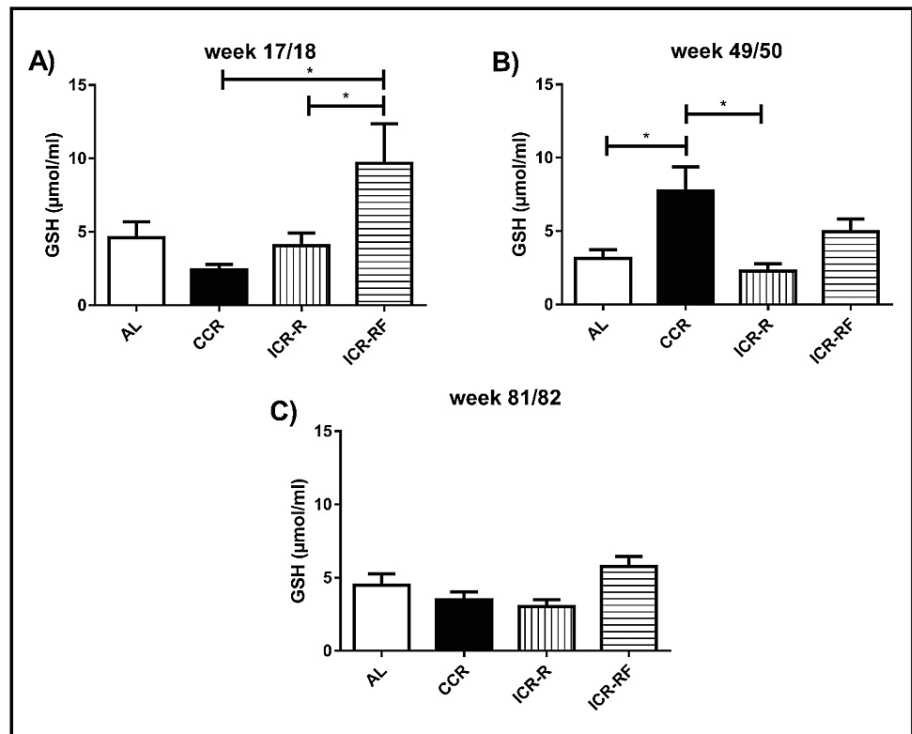 A)
week 17/18
*
*
15
10
5
0
GSH (µmol/ml)
AL
CCR
ICR-R
ICR-RF
B)
week 49/50
*
*
15
10
5
0
GSH (µmol/ml)
AL
CCR
ICR-R
ICR-RF
C)
week 81/82
15
10
5
0
GSH (µmol/ml)
AL
CCR
ICR-R
ICR-RF